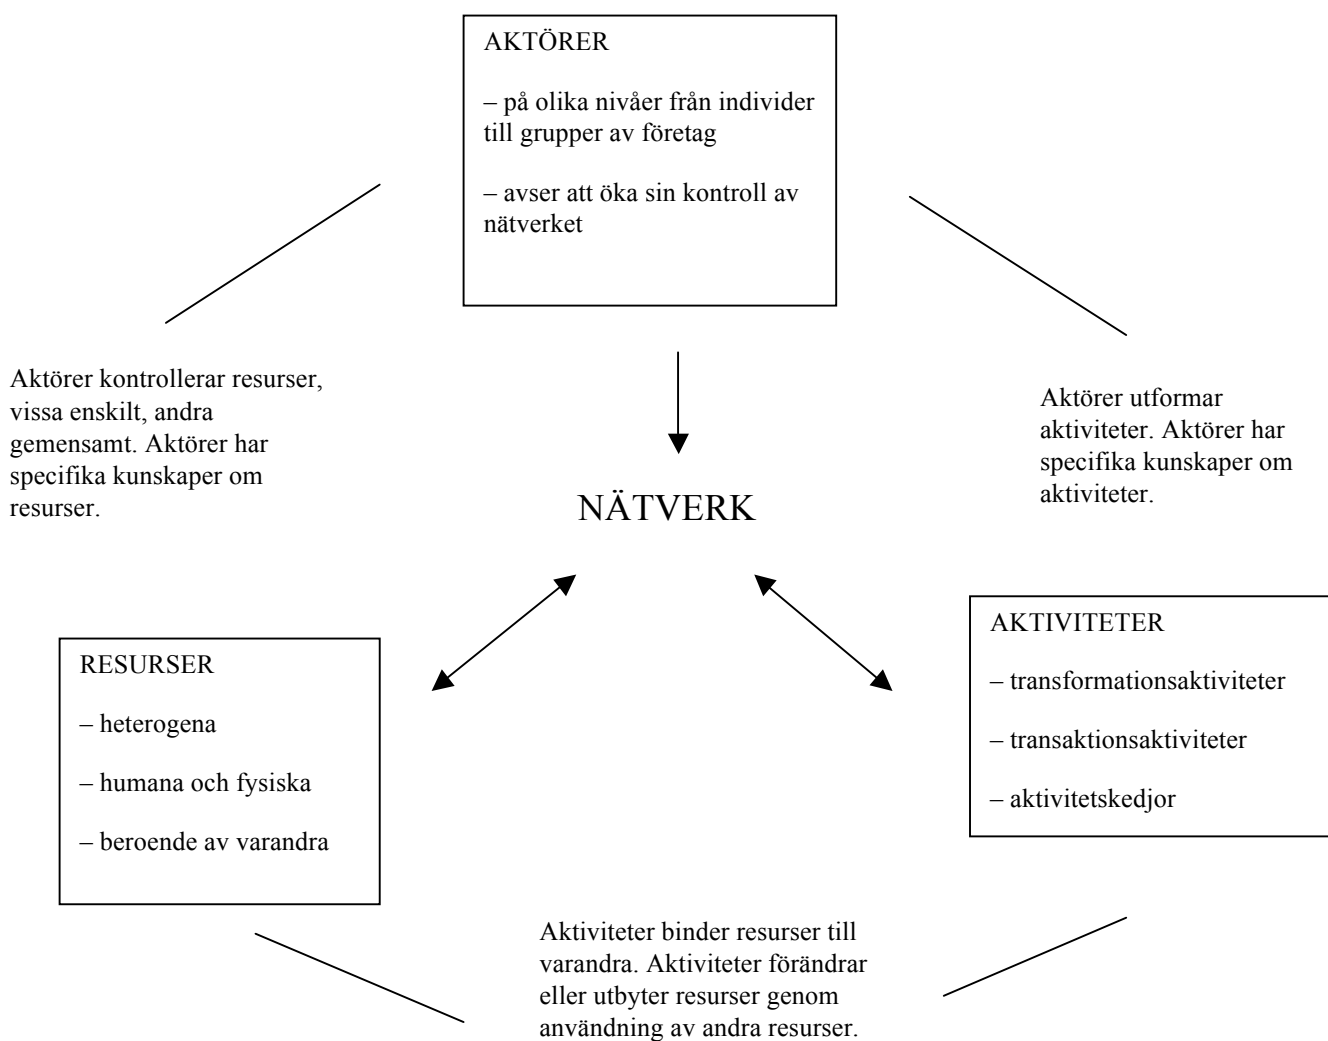 AKTÖRER
– på olika nivåer från individer
till grupper av företag
– avser att öka sin kontroll av
nätverket
Aktörer kontrollerar resurser,
vissa enskilt, andra
gemensamt. Aktörer har
specifika kunskaper om
resurser.
Aktörer utformar
aktiviteter. Aktörer har
specifika kunskaper om
aktiviteter.
NÄTVERK
RESURSER
– heterogena
– humana och fysiska
– beroende av varandra
AKTIVITETER
– transformationsaktiviteter
– transaktionsaktiviteter
– aktivitetskedjor
Aktiviteter binder resurser till
varandra. Aktiviteter förändrar
eller utbyter resurser genom
användning av andra resurser.